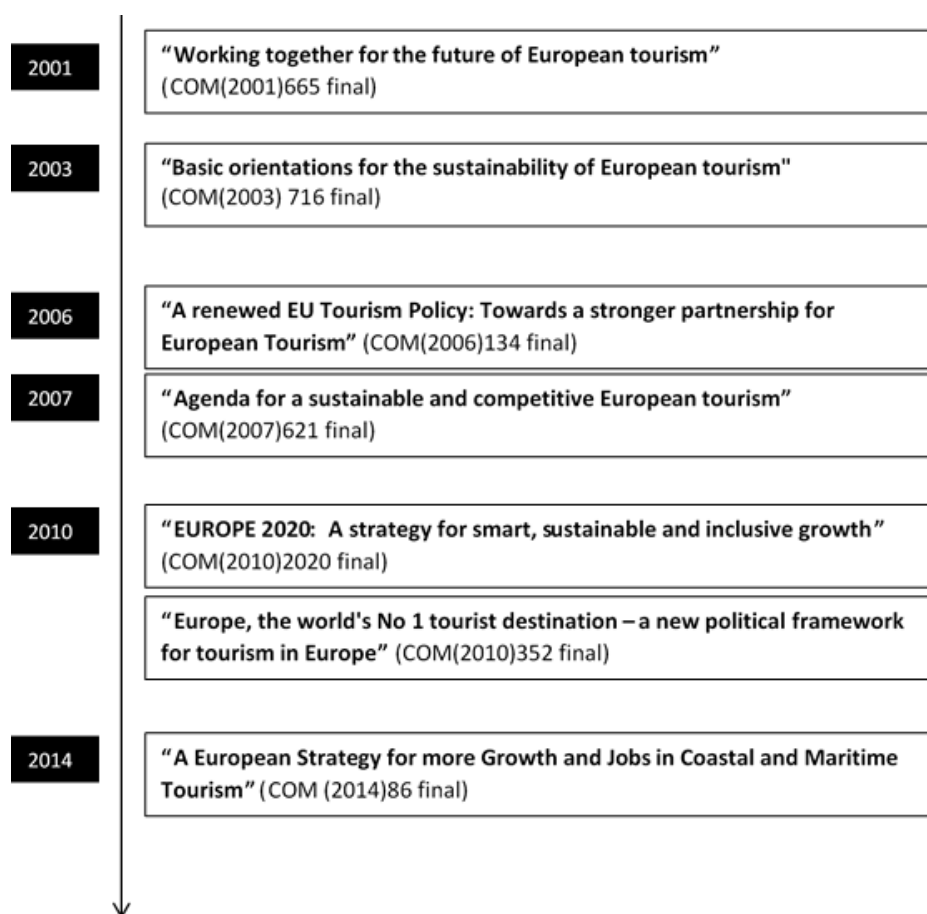 2001
“Working together for the future of European tourism”
(COM(2001)665 final)
2003
“Basic orientations for the sustainability of European tourism"
(COM(2003) 716 final)
2006
“A renewed EU Tourism Policy: Towards a stronger partnership for
European Tourism” (COM(2006)134 final)
2007
“Agenda for a sustainable and competitive European tourism”
(COM(2007)621 final)
2010
“EUROPE 2020:  A strategy for smart, sustainable and inclusive growth”
(COM(2010)2020 final)
“Europe, the world's No 1 tourist destination – a new political framework
for tourism in Europe” (COM(2010)352 final)
2014
“A European Strategy for more Growth and Jobs in Coastal and Maritime
Tourism” (COM (2014)86 final)